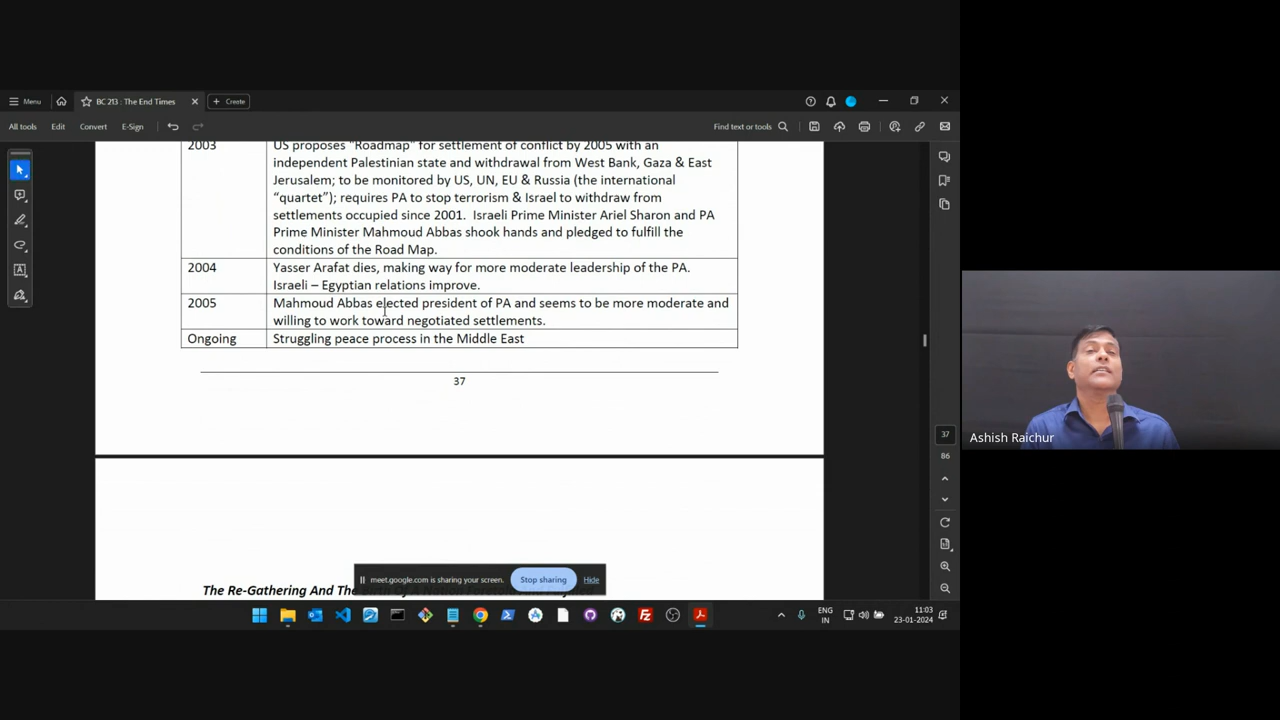 Menu
BC 213 : The End Times
Create
All tools
Edit
Convert
E-Sign
Find text or tools
2003
US proposes “Roadmap” for settlement of conflict by 2005 with an
independent Palestinian state and withdrawal from West Bank, Gaza & East
Jerusalem; to be monitored by US, UN, EU & Russia (the international
“quartet”); requires PA to stop terrorism & Israel to withdraw from
settlements occupied since 2001. Israeli Prime Minister Ariel Sharon and PA
Prime Minister Mahmoud Abbas shook hands and pledged to fulfill the
conditions of the Road Map.
2004
Yasser Arafat dies, making way for more moderate leadership of the PA.
Israeli – Egyptian relations improve.
2005
Mahmoud Abbas elected president of PA and seems to be more moderate and
willing to work toward negotiated settlements.
Ongoing
Struggling peace process in the Middle East
37
37
86
Ashish Raichur
The Re-Gathering And The
meet.google.com is sharing your screen.
Stop sharing
Hide
ENG
IN
11:03
23-01-2024